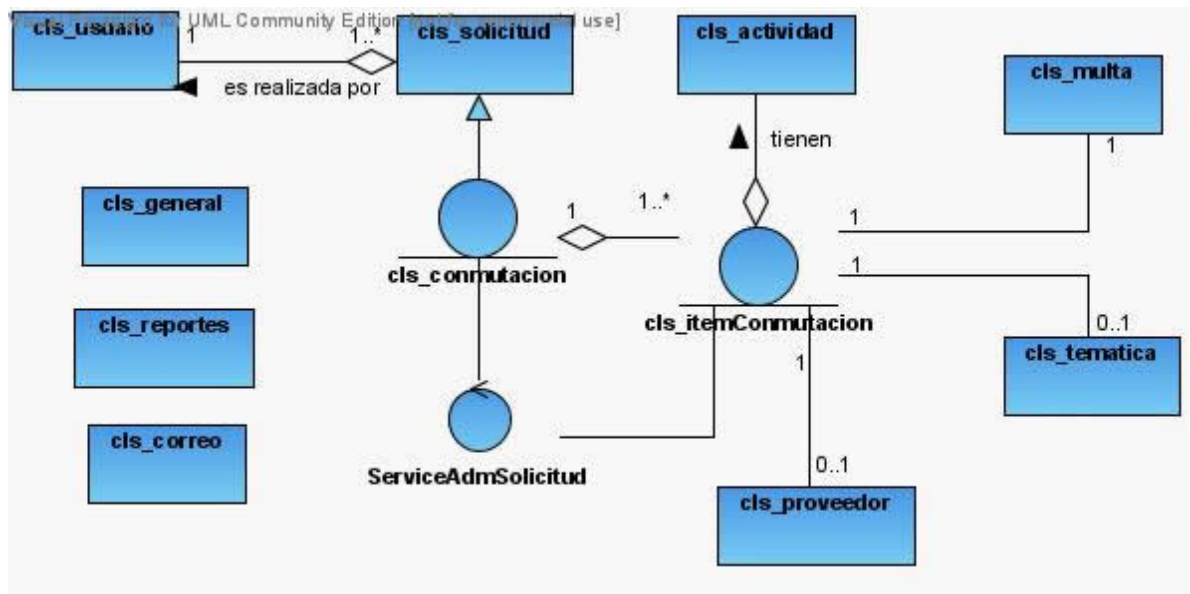 UML Community Edition
use]
cls_usuario
1
1..*
cls_solicitud
cls_actividad
cls_multa
es realizada por
tienen
1
cls_general
1
1..*
1
cls_conmutacion
1
cls_reportes
cls_itemConmutacion
0..1
cls_tematica
1
cls_correo
ServiceAdmSolicitud
0..1
cls_proveedor